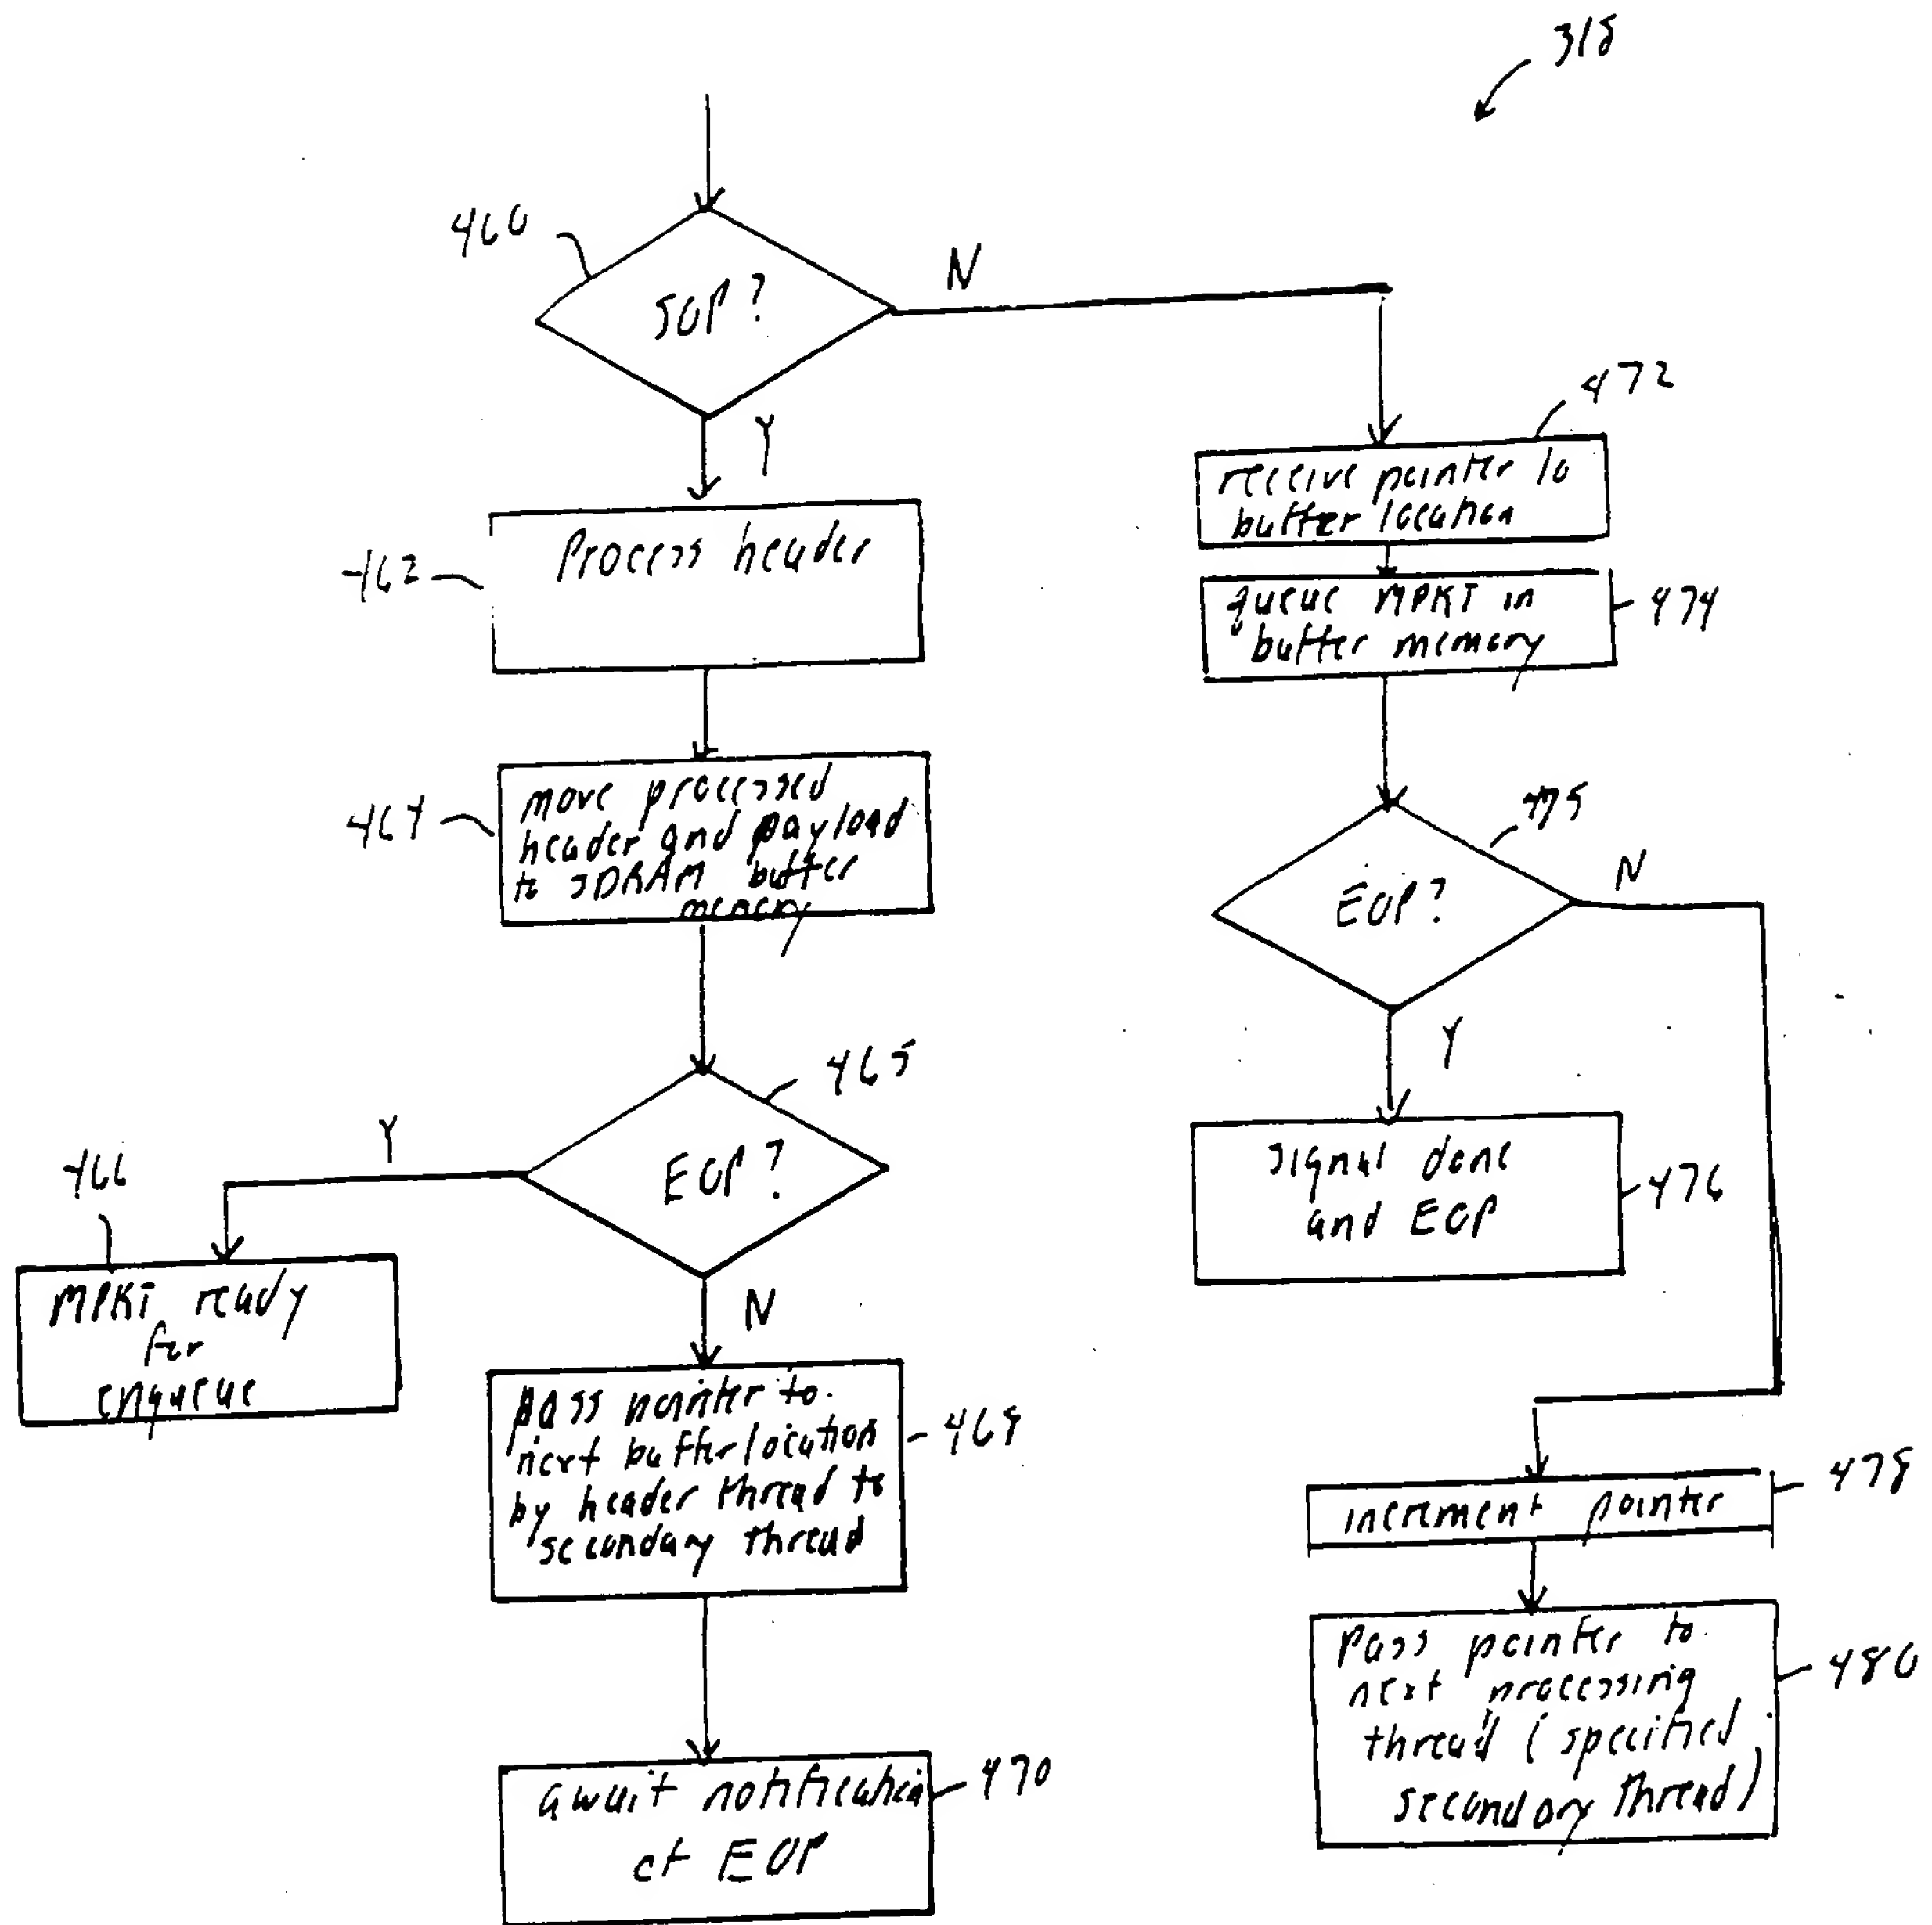 318
460
SOP?
N
Y
472
receive pointer to
buffer location
462
Process header
queue MPKT in
buffer memory
474
464
move processed
header and payload
to SDRAM buffer
memory
475
EOP?
N
Y
465
EOP?
Y
466
N
signal done
and EOP
476
MPKT ready
for
enqueue
pass pointer to
next buffer location
by header thread to
secondary thread
468
478
increment pointer
Pass pointer to
next processing
thread (specified
secondary thread)
480
await notification
of EOP
470